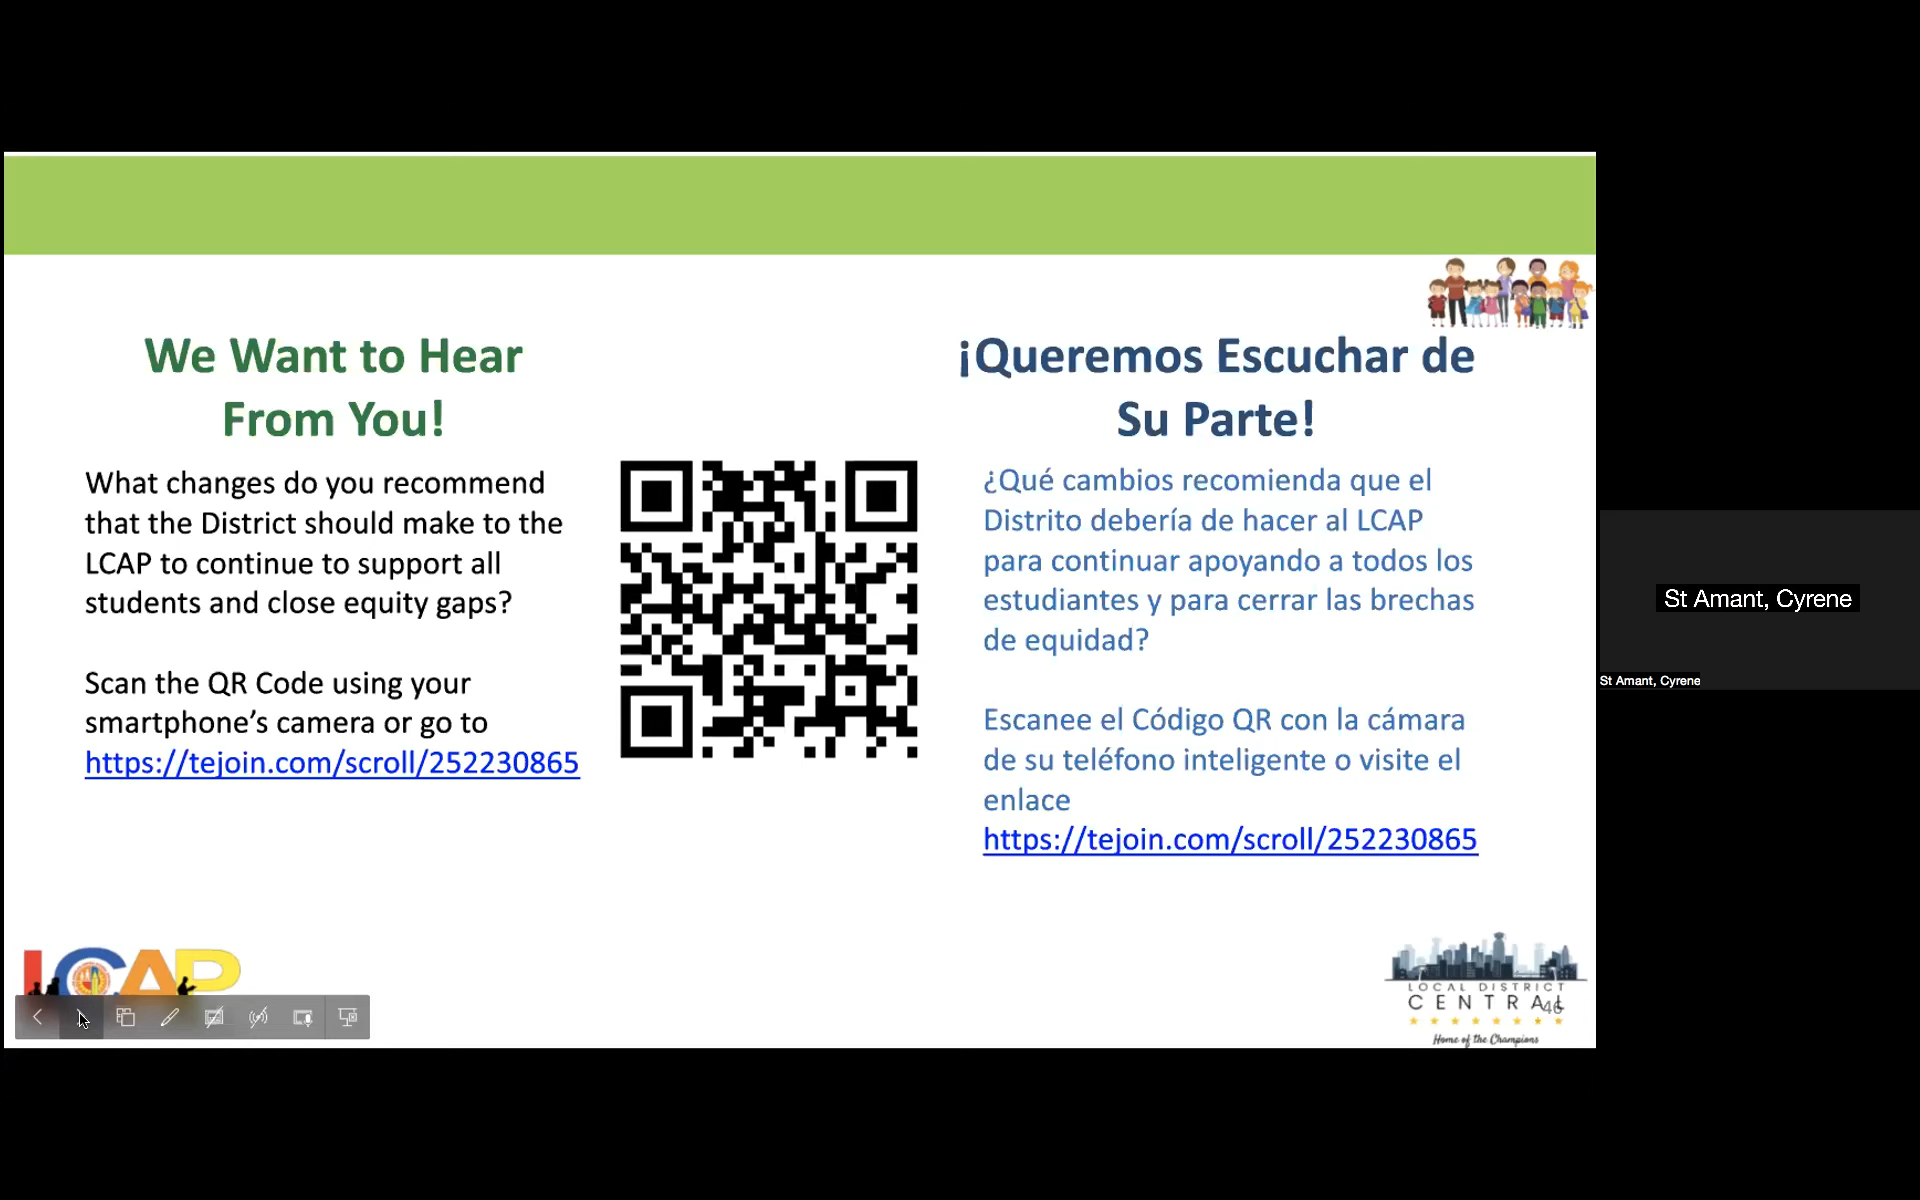 We Want to Hear
From You!
What changes do you recommend
that the District should make to the
LCAP to continue to support all
students and close equity gaps?
Scan the QR Code using your
smartphone’s camera or go to
https://tejoin.com/scroll/252230865
¡Queremos Escuchar de
Su Parte!
¿Qué cambios recomienda que el
Distrito debería de hacer al LCAP
para continuar apoyando a todos los
estudiantes y para cerrar las brechas
de equidad?
Escanee el Código QR con la cámara
de su teléfono inteligente o visite el
enlace
https://tejoin.com/scroll/252230865
LCAP
LOCAL DISTRICT
CENTRAL
46
Home of the Champions
St Amant, Cyrene
St Amant, Cyrene